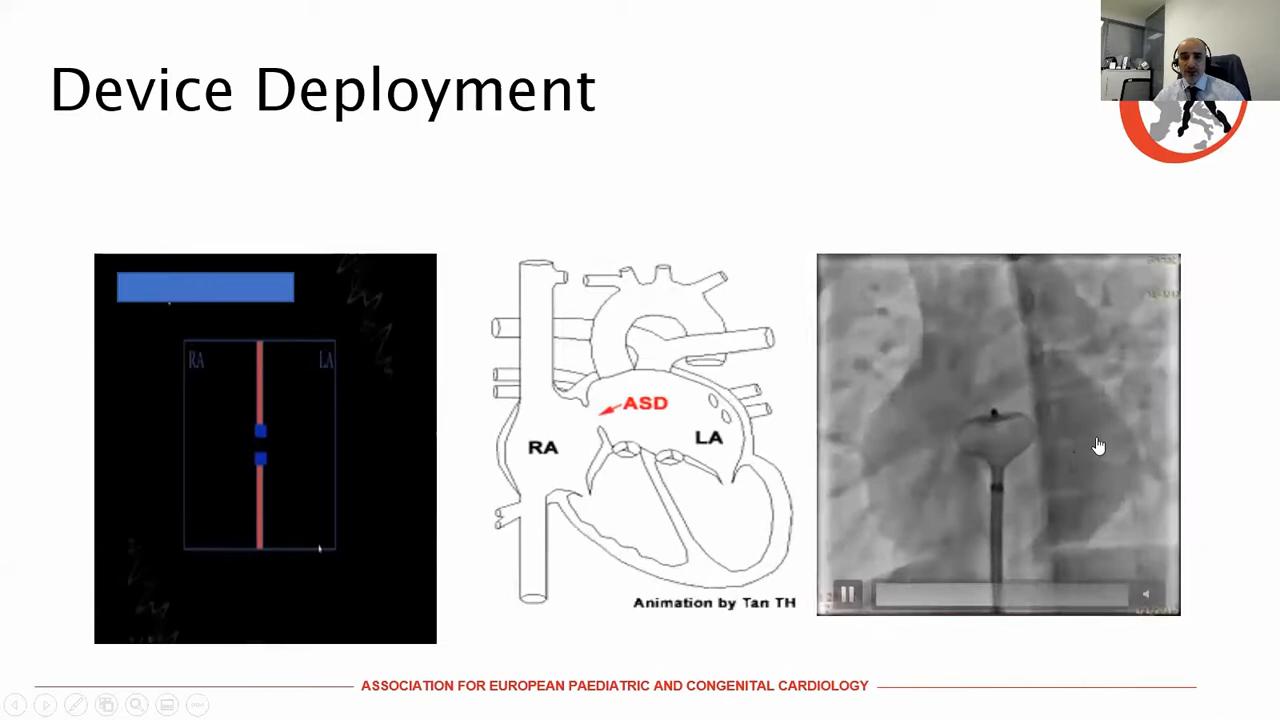 Device Deployment
RA
LA
ASD
RA
LA
Animation by Tan TH
ASSOCIATION FOR EUROPEAN PAEDIATRIC AND CONGENITAL CARDIOLOGY